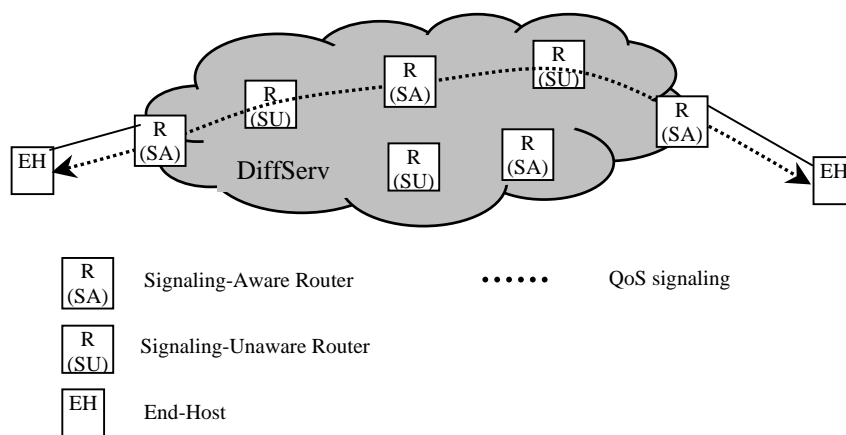 R
(SU)
R
(SA)
R
(SU)
R
(SA)
R
(SA)
EH
EH
DiffServ
R
(SU)
R
(SA)
R
(SA)
Signaling-Aware Router
QoS signaling
R
(SU)
Signaling-Unaware Router
EH
End-Host